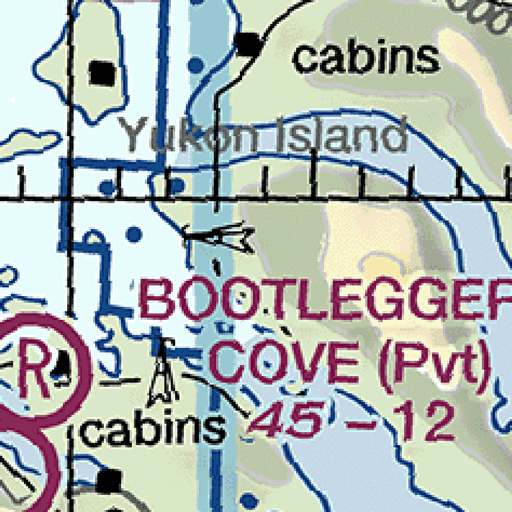 cabins
Yukon Island
BOOTLEGGER
COVE (Pvt)
R
cabins
45 – 12